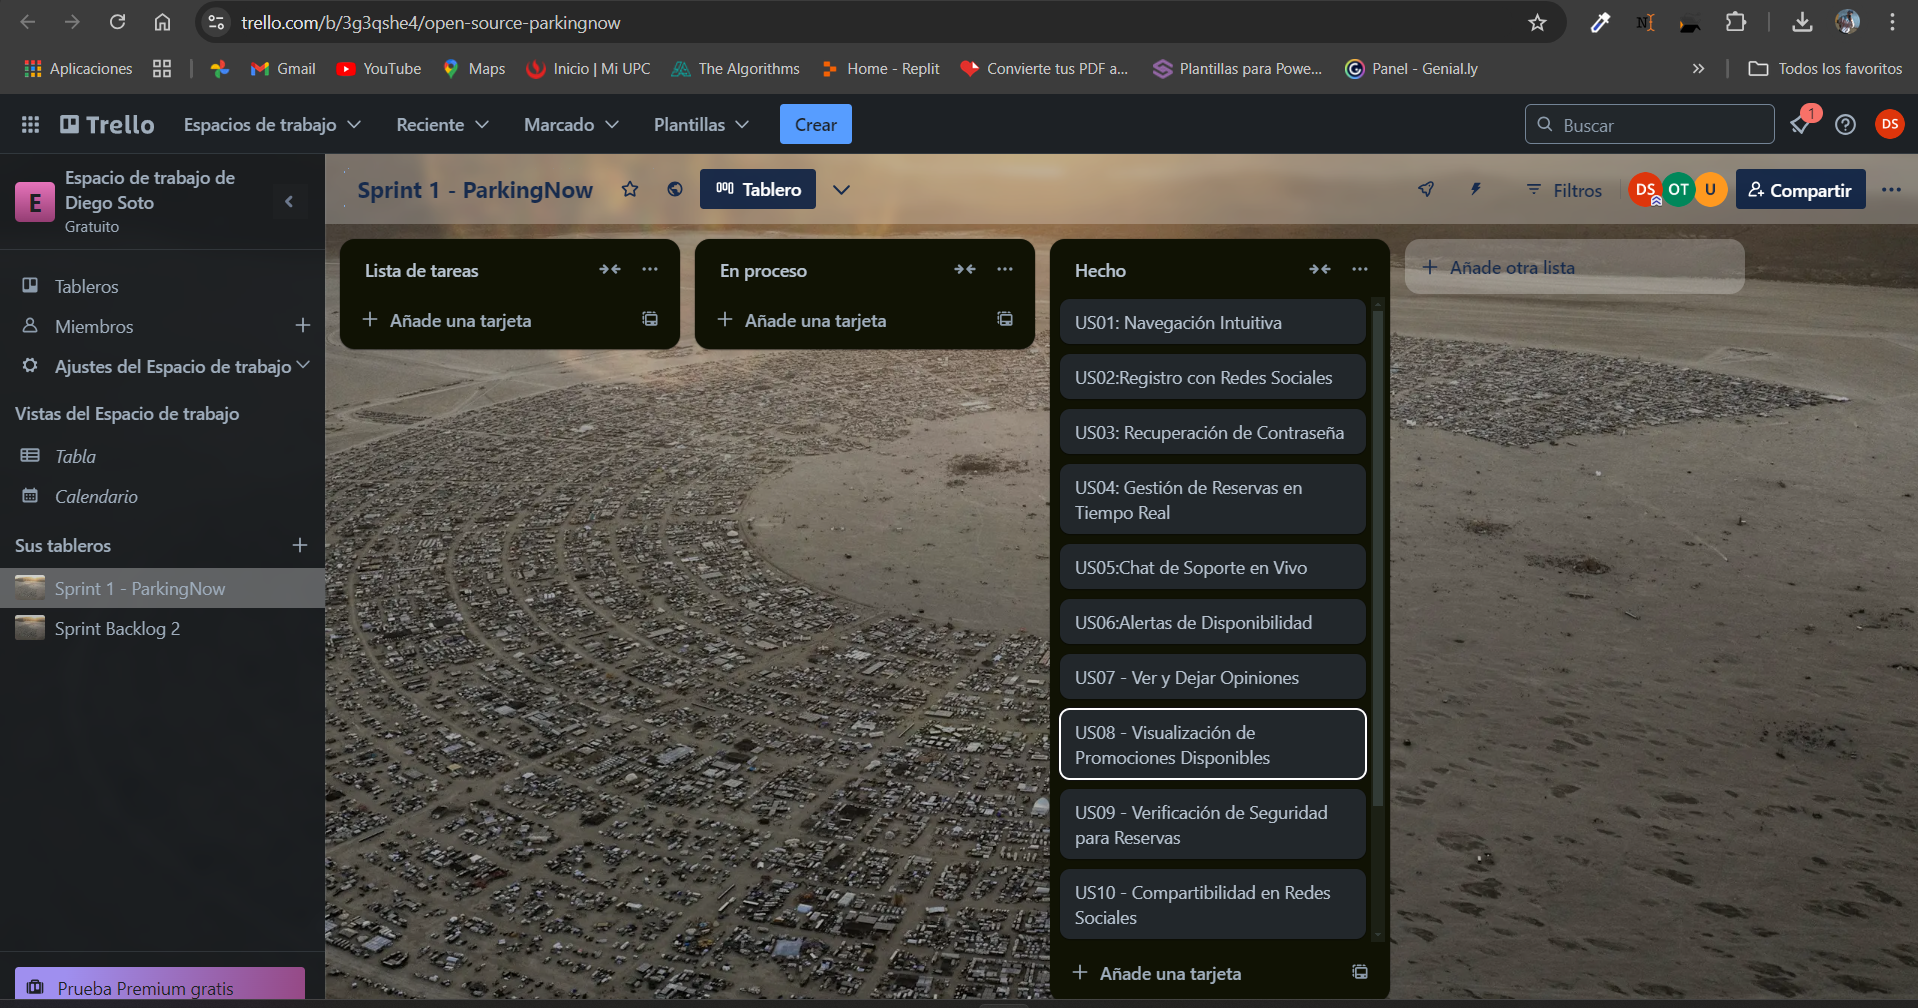 trello.com/b/3g3qshe4/open-source-parkingnow
Aplicaciones
Gmail
YouTube
Maps
Inicio | Mi UPC
The Algorithms
Home - Replit
Convierte tus PDF a...
Plantillas para Powe...
Panel - Genial.ly
»
Todos los favoritos
Trello
Espacios de trabajo
Reciente
Marcado
Plantillas
Crear
Buscar
1
DS
E
Espacio de trabajo de
Diego Soto
Gratuito
Sprint 1 - ParkingNow
Tablero
Filtros
DS
OT
U
Compartir
Tableros
Miembros
Ajustes del Espacio de trabajo
Vistas del Espacio de trabajo
Tabla
Calendario
Sus tableros
Sprint 1 - ParkingNow
Sprint Backlog 2
Prueba Premium gratis
Lista de tareas
Añade una tarjeta
En proceso
Añade una tarjeta
Hecho
US01: Navegación Intuitiva
US02:Registro con Redes Sociales
US03: Recuperación de Contraseña
US04: Gestión de Reservas en
Tiempo Real
US05:Chat de Soporte en Vivo
US06:Alertas de Disponibilidad
US07 - Ver y Dejar Opiniones
US08 - Visualización de
Promociones Disponibles
US09 - Verificación de Seguridad
para Reservas
US10 - Compartibilidad en Redes
Sociales
Añade una tarjeta
Añade otra lista